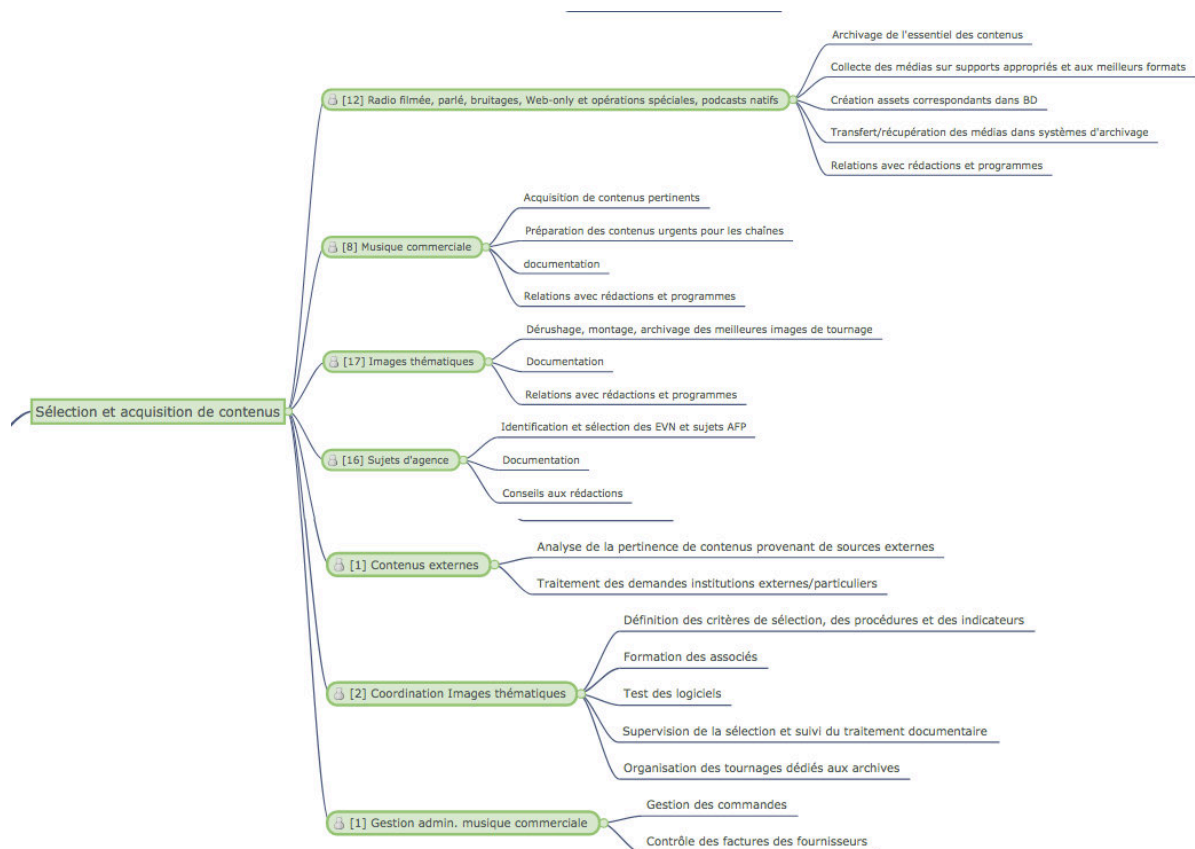 Archivage de l'essentiel des contenus
Collecte des médias sur supports appropriés et aux meilleurs formats
[12] Radio filmée, parlé, bruitages, Web-only et opérations spéciales, podcasts natifs
Création assets correspondants dans BD
Transfert/récupération des médias dans systèmes d'archivage
Relations avec rédactions et programmes
Acquisition de contenus pertinents
Préparation des contenus urgents pour les chaînes
[8] Musique commerciale
documentation
Relations avec rédactions et programmes
Dérushage, montage, archivage des meilleures images de tournage
[17] Images thématiques
Documentation
Relations avec rédactions et programmes
Sélection et acquisition de contenus
Identification et sélection des EVN et sujets AFP
[16] Sujets d'agence
Documentation
Conseils aux rédactions
Analyse de la pertinence de contenus provenant de sources externes
[1] Contenus externes
Traitement des demandes institutions externes/particuliers
Définition des critères de sélection, des procédures et des indicateurs
Formation des associés
[2] Coordination Images thématiques
Test des logiciels
Supervision de la sélection et suivi du traitement documentaire
Organisation des tournages dédiés aux archives
Gestion des commandes
[1] Gestion admin. musique commerciale
Contrôle des factures des fournisseurs